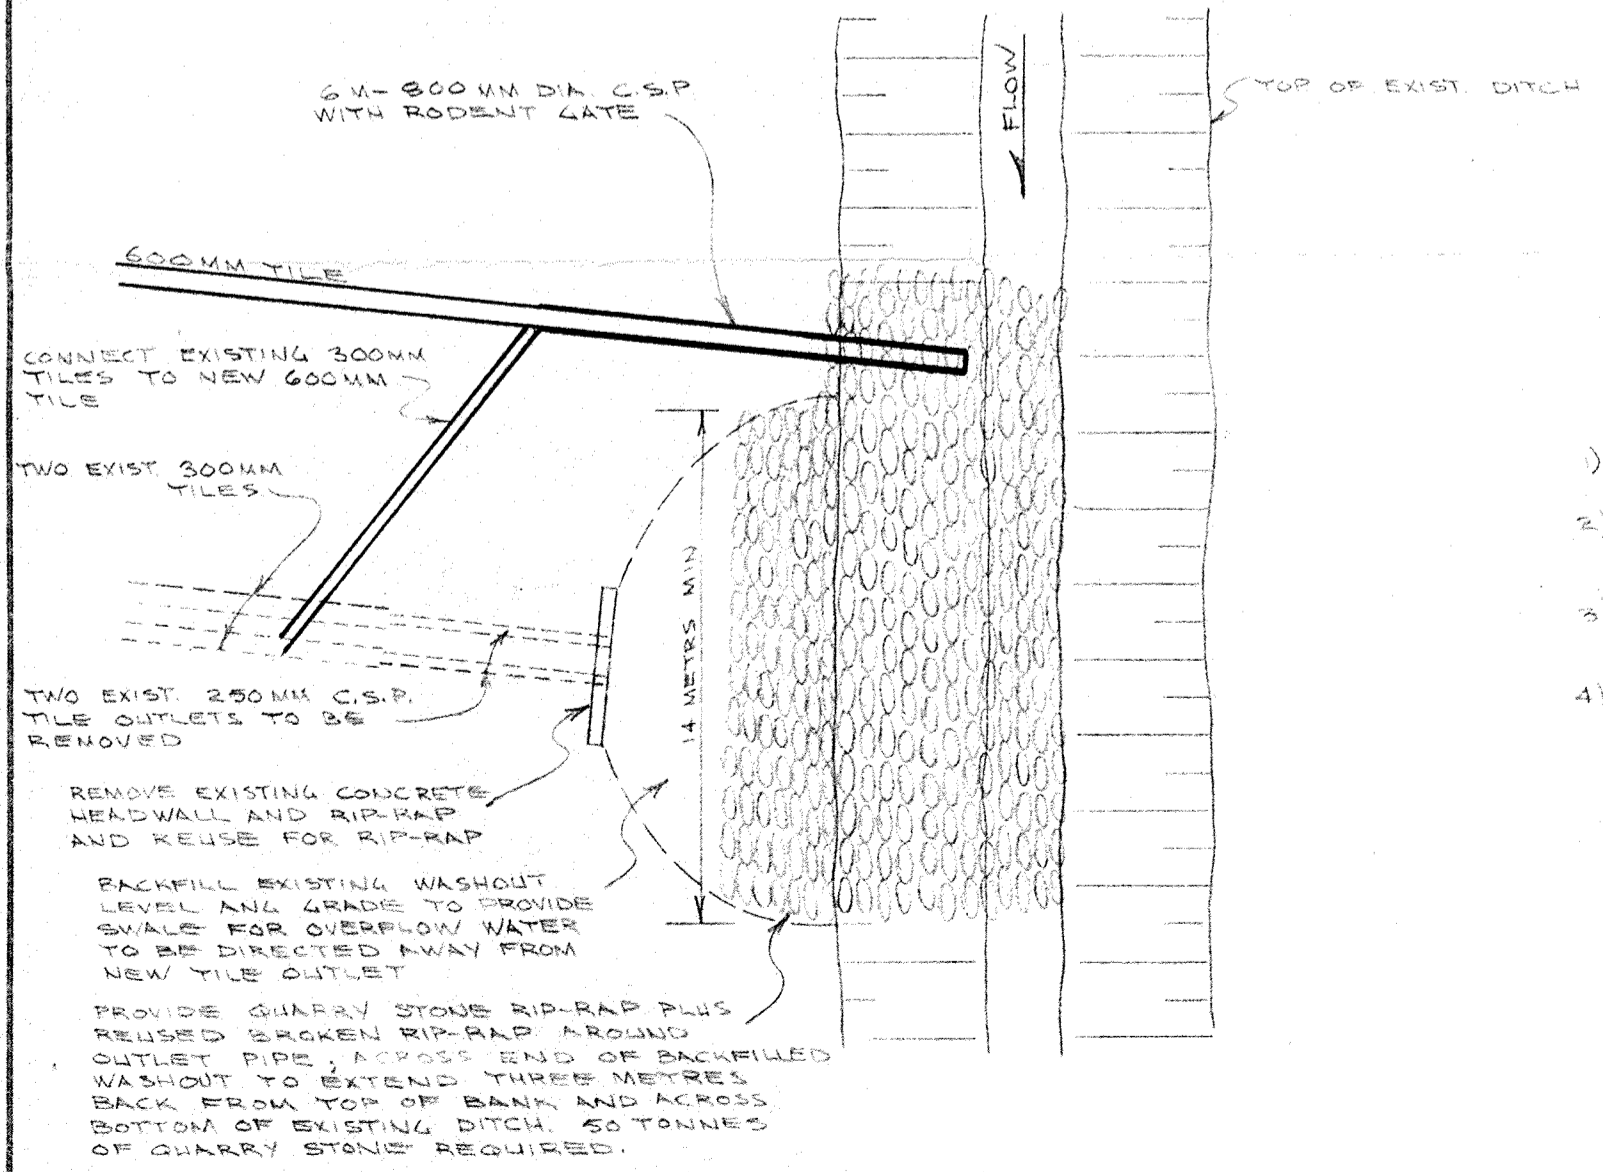 6 M- 800 MM DIA. C.S.P.
WITH RODENT GATE
FLOW
TOP OF EXIST. DITCH
600MM TILE
CONNECT EXISTING 300MM
TILES TO NEW 600MM
TILE
TWO EXIST. 300MM
TILES
14 METRS MIN
TWO EXIST. 250 MM C.S.P.
TILE OUTLETS TO BE
REMOVED
REMOVE EXISTING CONCRETE
HEADWALL AND RIP-RAP
AND REUSE FOR RIP-RAP
BACKFILL EXISTING WASHOUT
LEVEL ANG GRADE TO PROVIDE
SWALE FOR OVERFLOW WATER
TO BE DIRECTED AWAY FROM
NEW TILE OUTLET
PROVIDE QUARRY STONE RIP-RAP PLUS
REUSED BROKEN RIP-RAP AROUND
OUTLET PIPE, ACROSS END OF BACKFILLED
WASHOUT TO EXTEND THREE METRES
BACK FROM TOP OF BANK AND ACROSS
BOTTOM OF EXISTING DITCH. 50 TONNES
OF QUARRY STONE REQUIRED.
1)
2)
3
4)